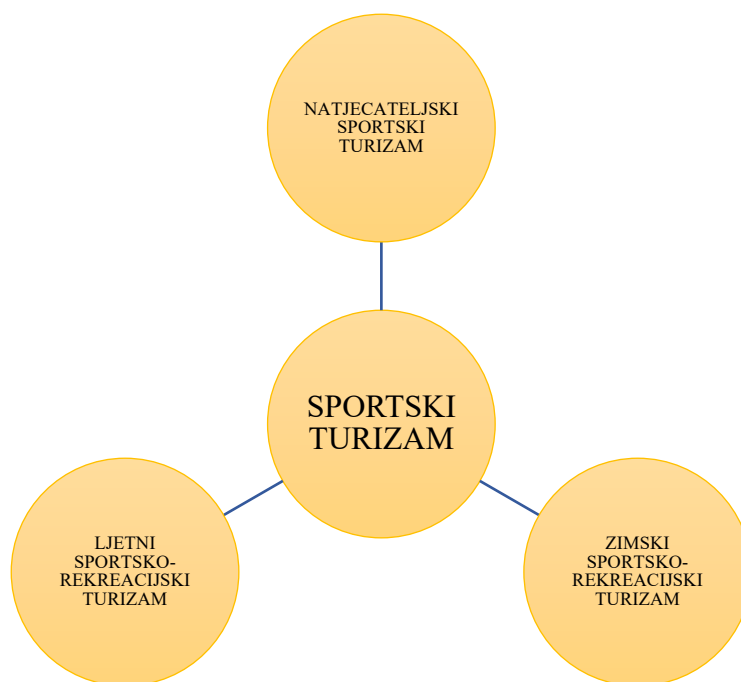 NATJECATELJSKI
SPORTSKI
TURIZAM
SPORTSKI
TURIZAM
LJETNI
SPORTSKO-
REKREACIJSKI
TURIZAM
ZIMSKI
SPORTSKO-
REKREACIJSKI
TURIZAM